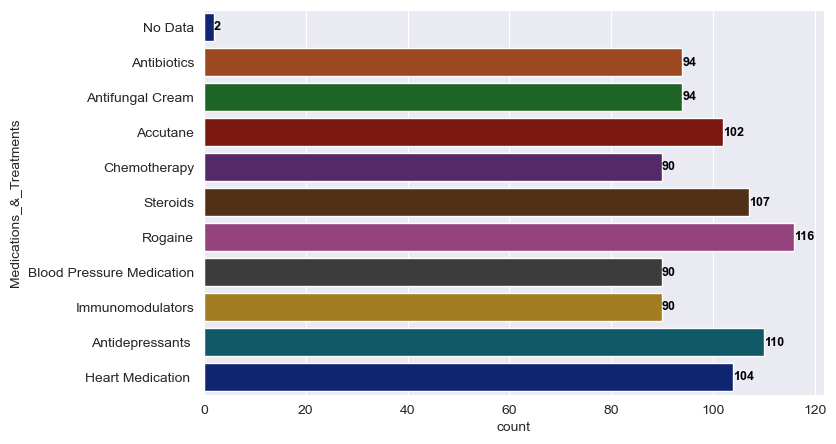 Medications_&_Treatments
No Data
2
Antibiotics
94
Antifungal Cream
94
Accutane
102
Chemotherapy
90
Steroids
107
Rogaine
116
Blood Pressure Medication
90
Immunomodulators
90
Antidepressants
110
Heart Medication
104
0 20 40 60 80 100 120
count